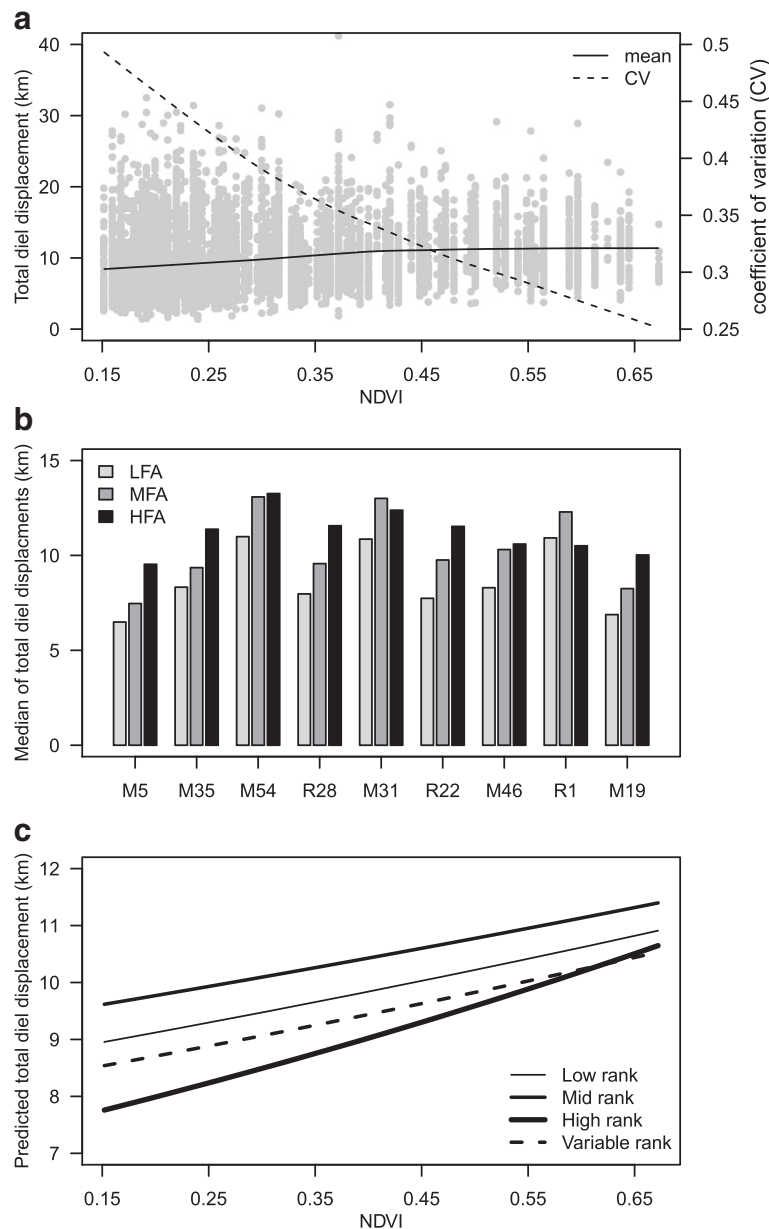 a
Total diel displacement (km)
40
30
20
10
0
mean
CV
0.5
0.45
0.4
0.35
0.3
0.25
coefficient of variation (CV)
0.15 0.25 0.35 0.45 0.55 0.65
NDVI
b
Median of total diel displacments (km)
15
10
5
0
LFA
MFA
HFA
M5 M35 M54 R28 M31 R22 M46 R1 M19
c
Predicted total diel displacement (km)
12
11
10
9
8
7
Low rank
Mid rank
High rank
Variable rank
0.15 0.25 0.35 0.45 0.55 0.65
NDVI